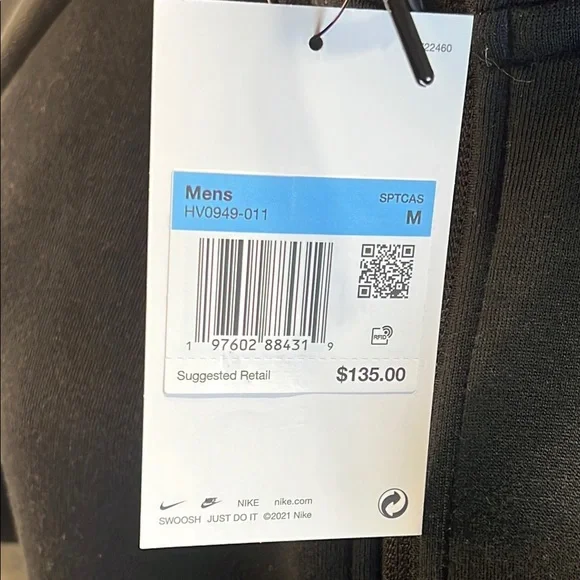 22460
Mens
SPTCAS
HV0949-011
M
1 97602 88431 9
RFID
Suggested Retail
$135.00
NIKE nike.com
SWOOSH JUST DO IT ©2021 Nike